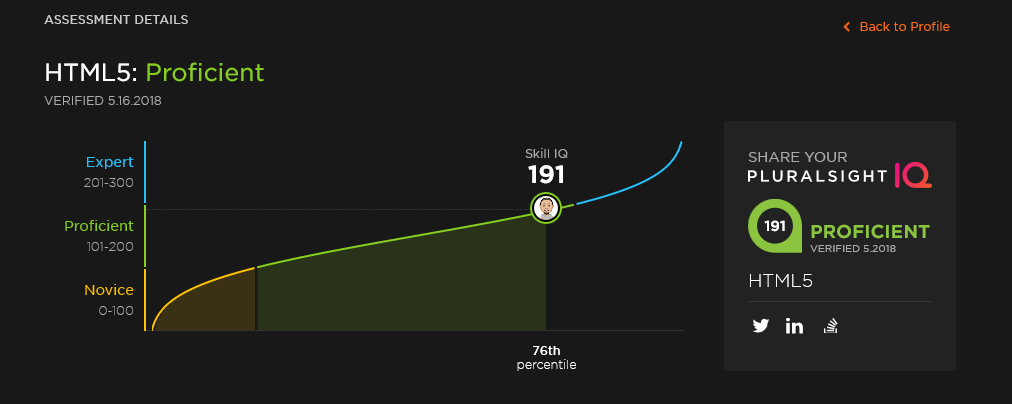 ASSESSMENT DETAILS
Back to Profile
HTML5: Proficient
VERIFIED 5.16.2018
Expert
201-300
Proficient
101-200
Novice
0-100
Skill IQ
191
76th
percentile
SHARE YOUR
PLURALSIGHT IQ
191
PROFICIENT
VERIFIED 5.2018
HTML5